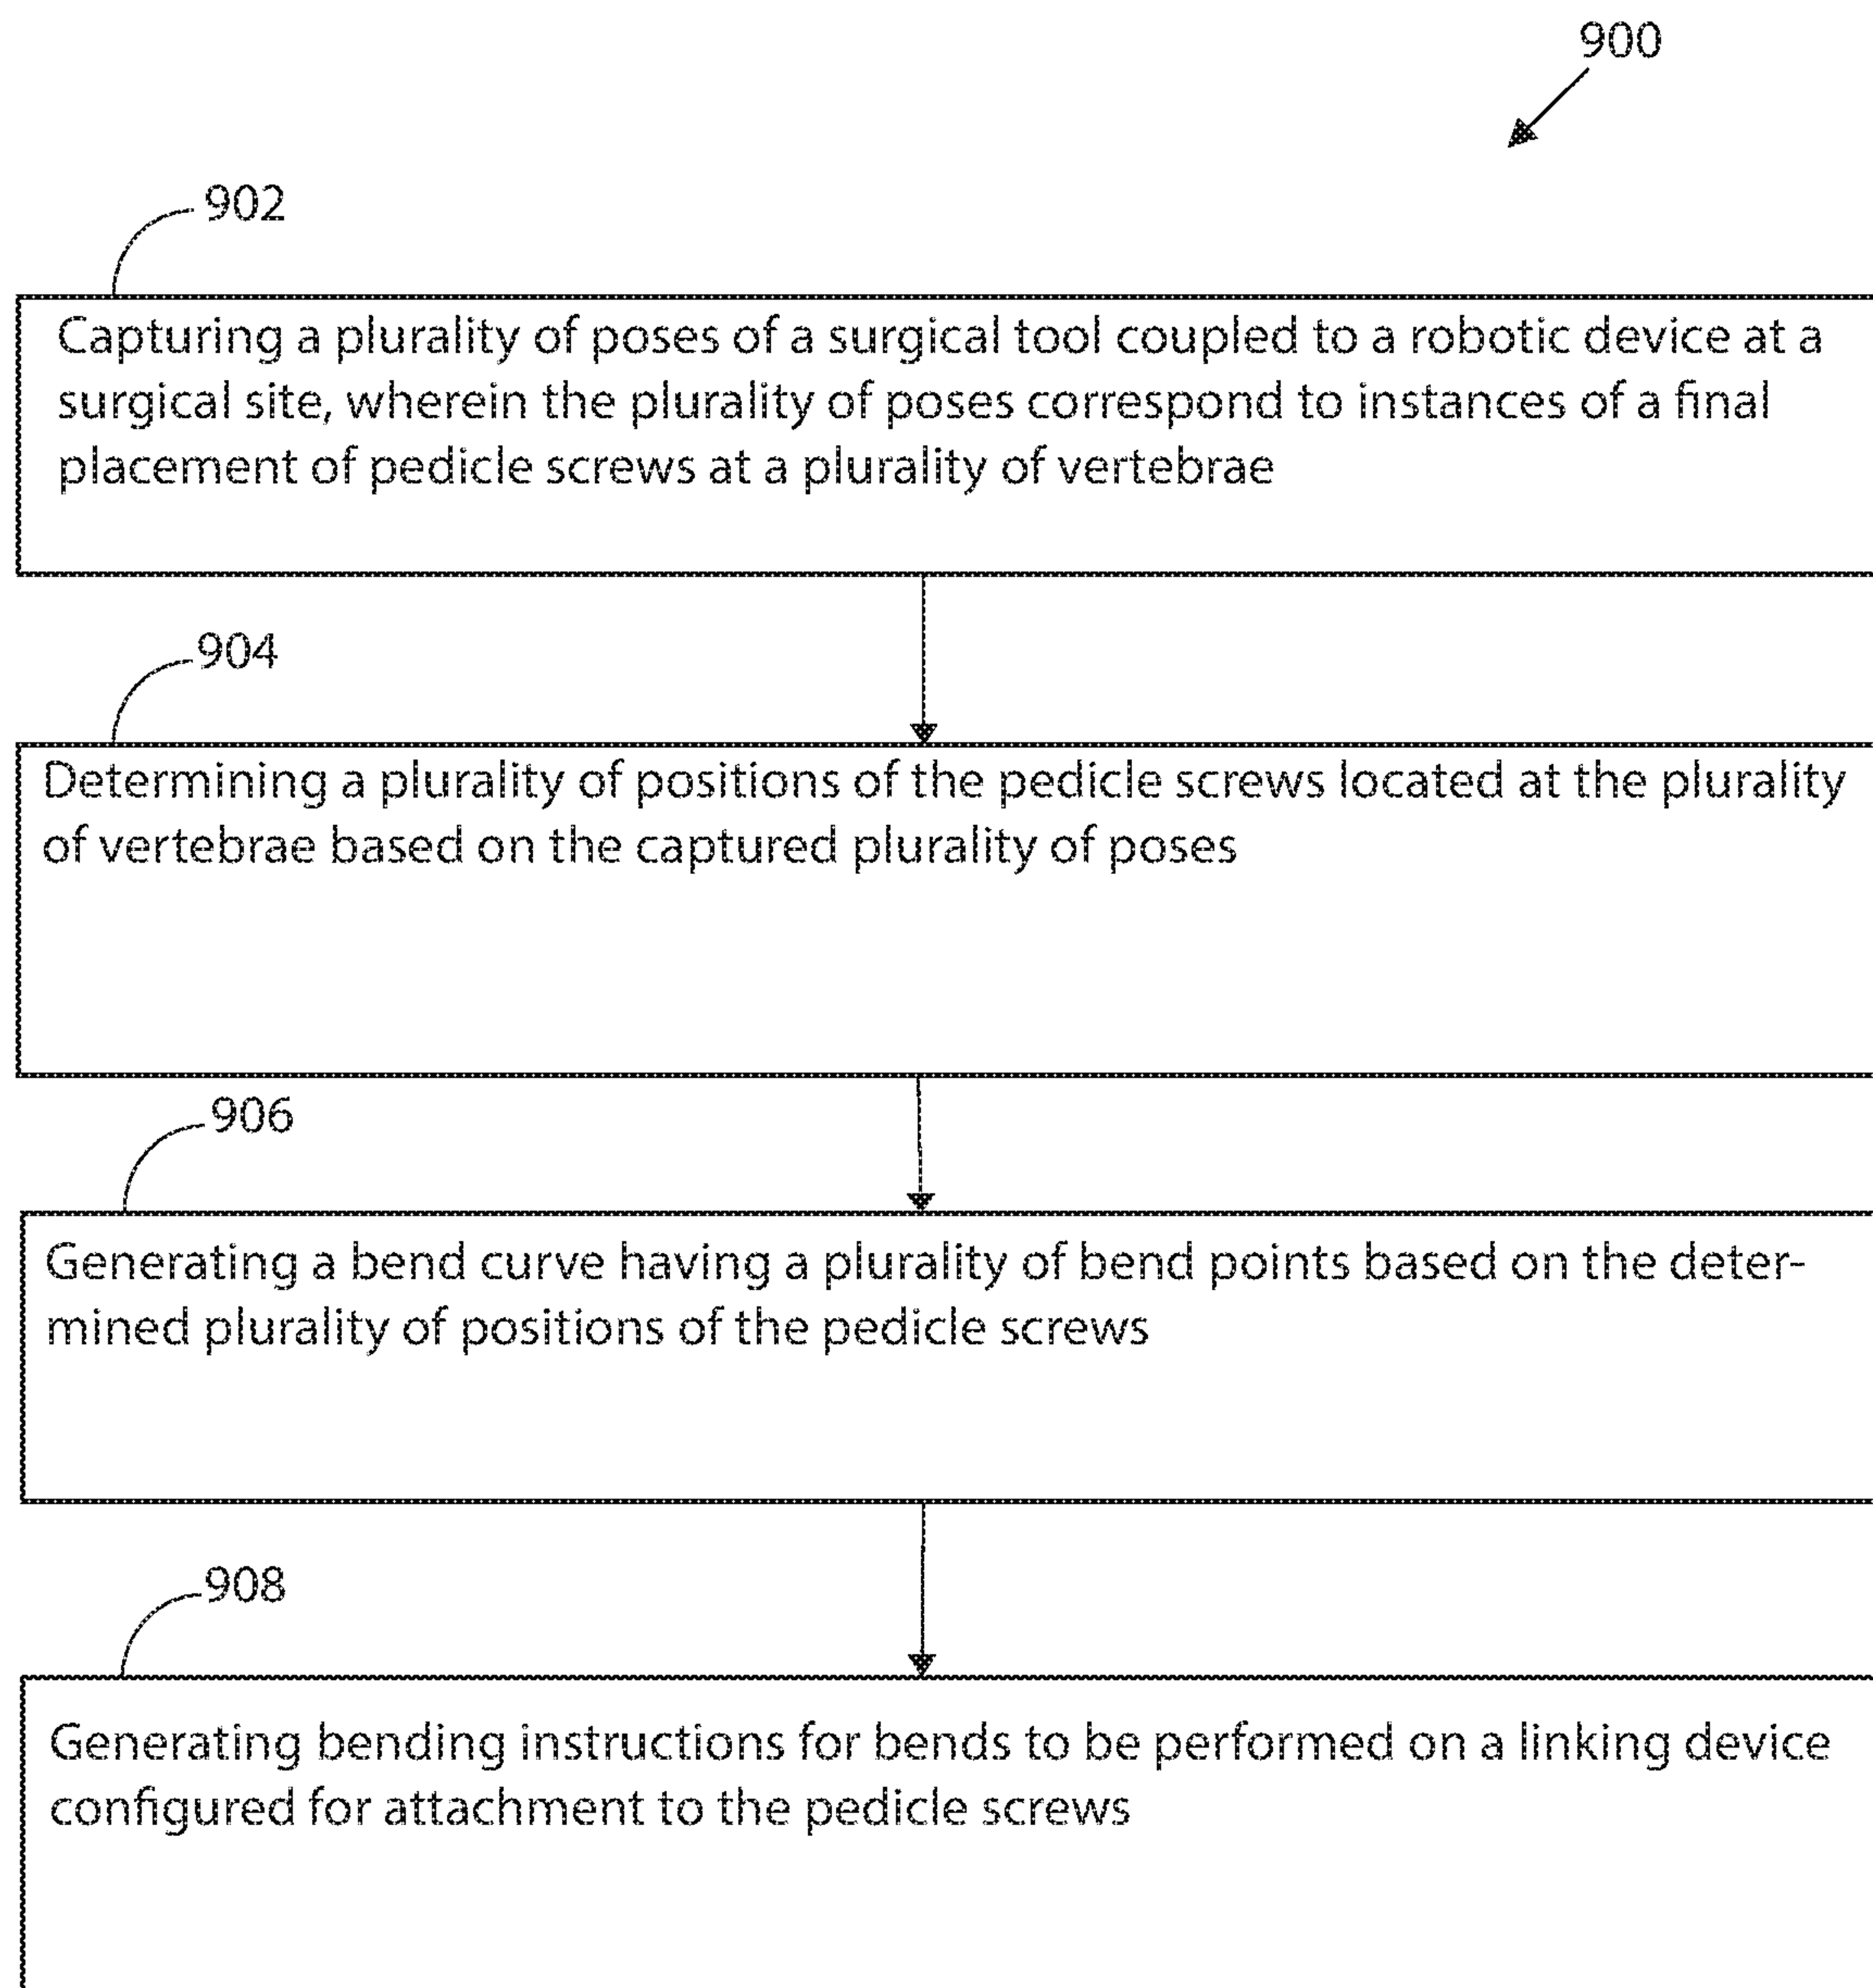 900
902
Capturing a plurality of poses of a surgical tool coupled to a robotic device at a
surgical site, wherein the plurality of poses correspond to instances of a final
placement of pedicle screws at a plurality of vertebrae
904
Determining a plurality of positions of the pedicle screws located at the plurality
of vertebrae based on the captured plurality of poses
906
Generating a bend curve having a plurality of bend points based on the deter-
mined plurality of positions of the pedicle screws
908
Generating bending instructions for bends to be performed on a linking device
configured for attachment to the pedicle screws